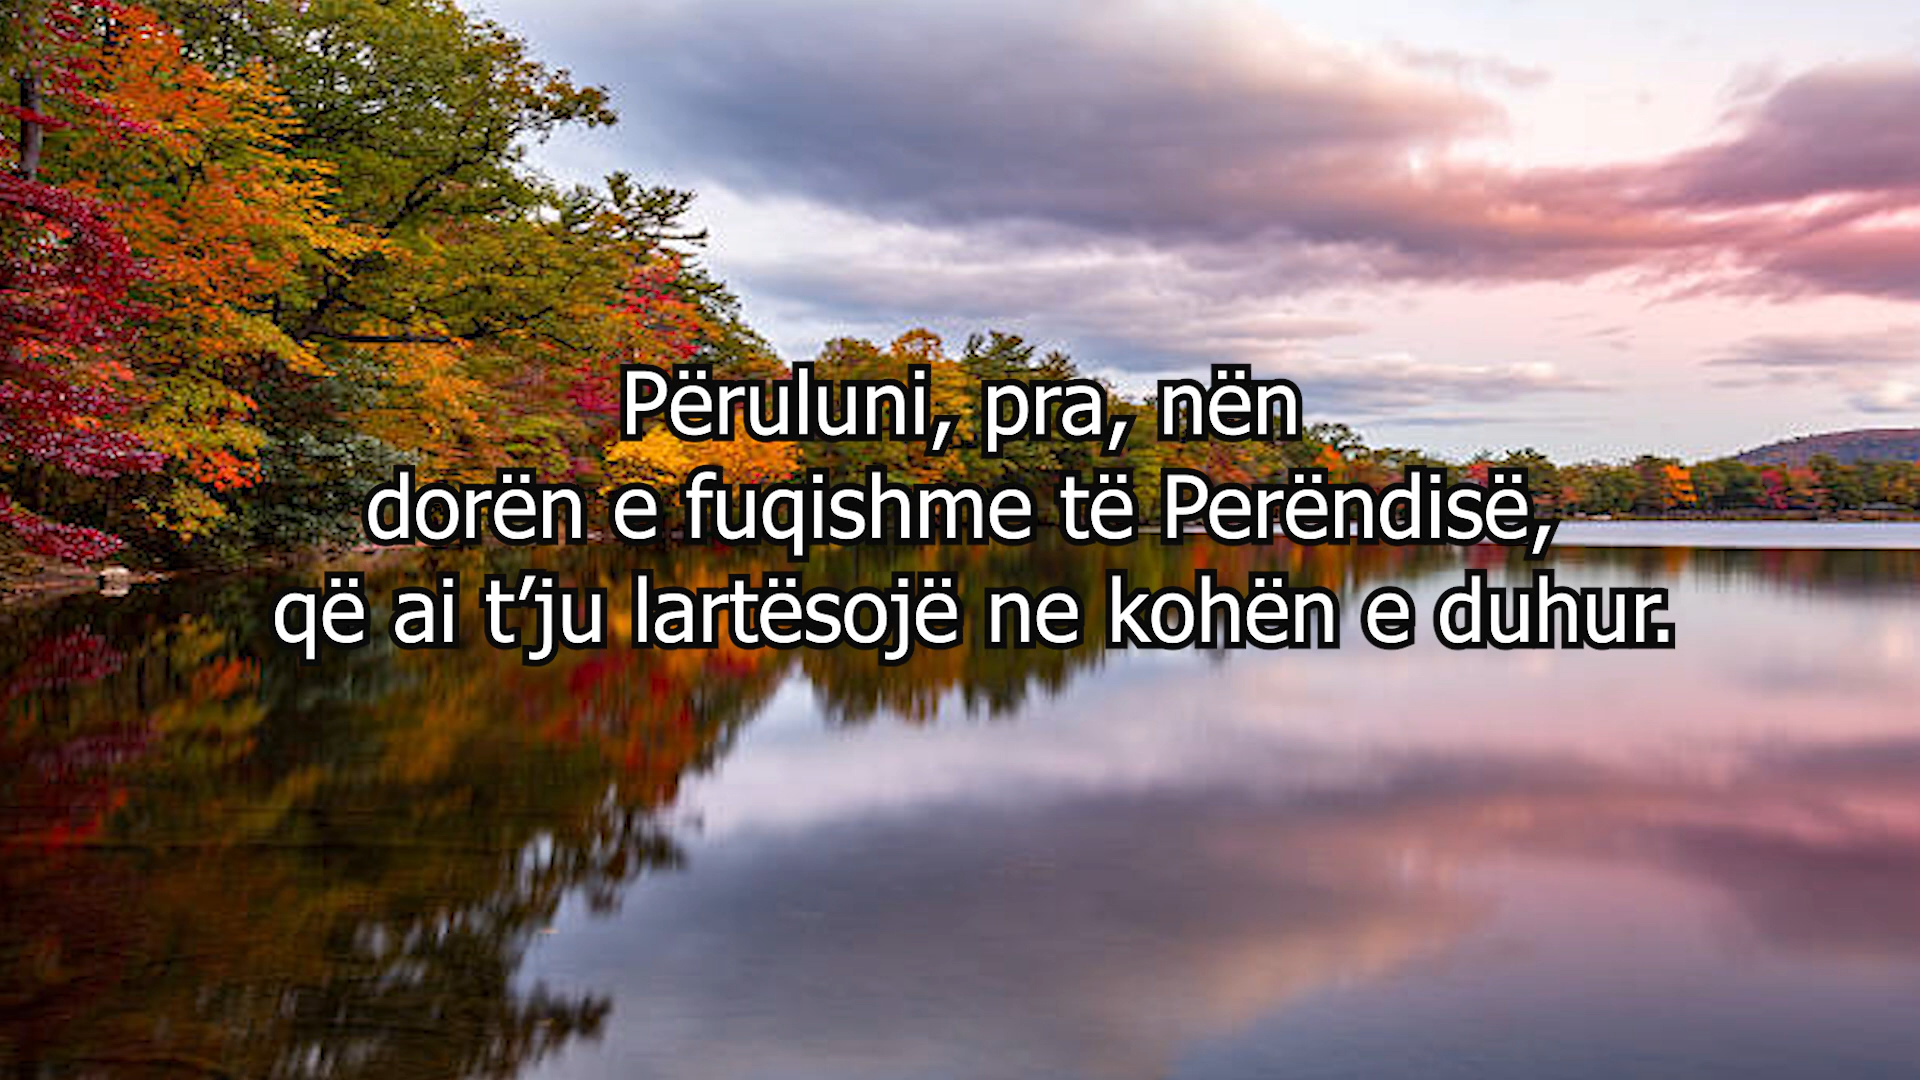 Përuluni, pra, nën
dorën e fuqishme të Perëndisë,
që ai t’ju lartësojë ne kohën e duhur.